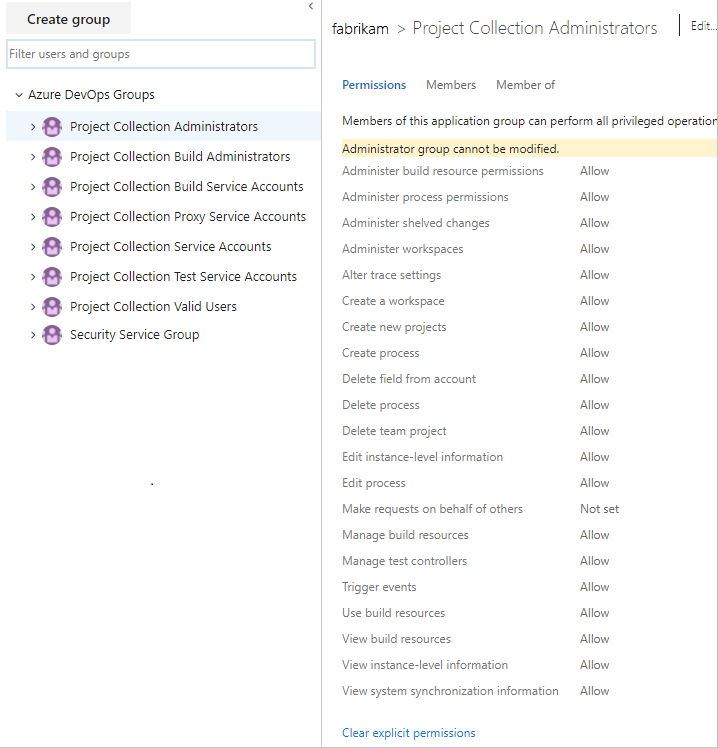 Create group
Filter users and groups
Azure DevOps Groups
Project Collection Administrators
Project Collection Build Administrators
Project Collection Build Service Accounts
Project Collection Proxy Service Accounts
Project Collection Service Accounts
Project Collection Test Service Accounts
Project Collection Valid Users
Security Service Group
fabrikam > Project Collection Administrators | Edit...
Permissions Members Member of
Members of this application group can perform all privileged operation
Administrator group cannot be modified.
Administer build resource permissions Allow
Administer process permissions Allow
Administer shelved changes Allow
Administer workspaces Allow
Alter trace settings Allow
Create a workspace Allow
Create new projects Allow
Create process Allow
Delete field from account Allow
Delete process Allow
Delete team project Allow
Edit instance-level information Allow
Edit process Allow
Make requests on behalf of others Not set
Manage build resources Allow
Manage test controllers Allow
Trigger events Allow
Use build resources Allow
View build resources Allow
View instance-level information Allow
View system synchronization information Allow
Clear explicit permissions